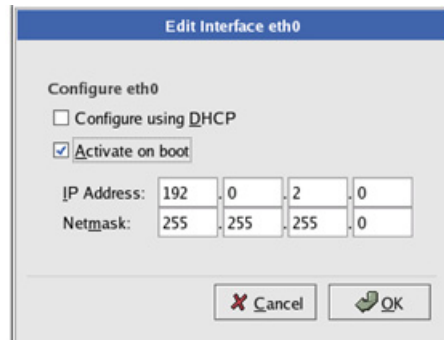 Edit Interface eth0
Configure eth0
Configure using DHCP
Activate on boot
IP Address: 192 . 0 . 2 . 0
Netmask: 255 . 255 . 255 . 0
Cancel OK